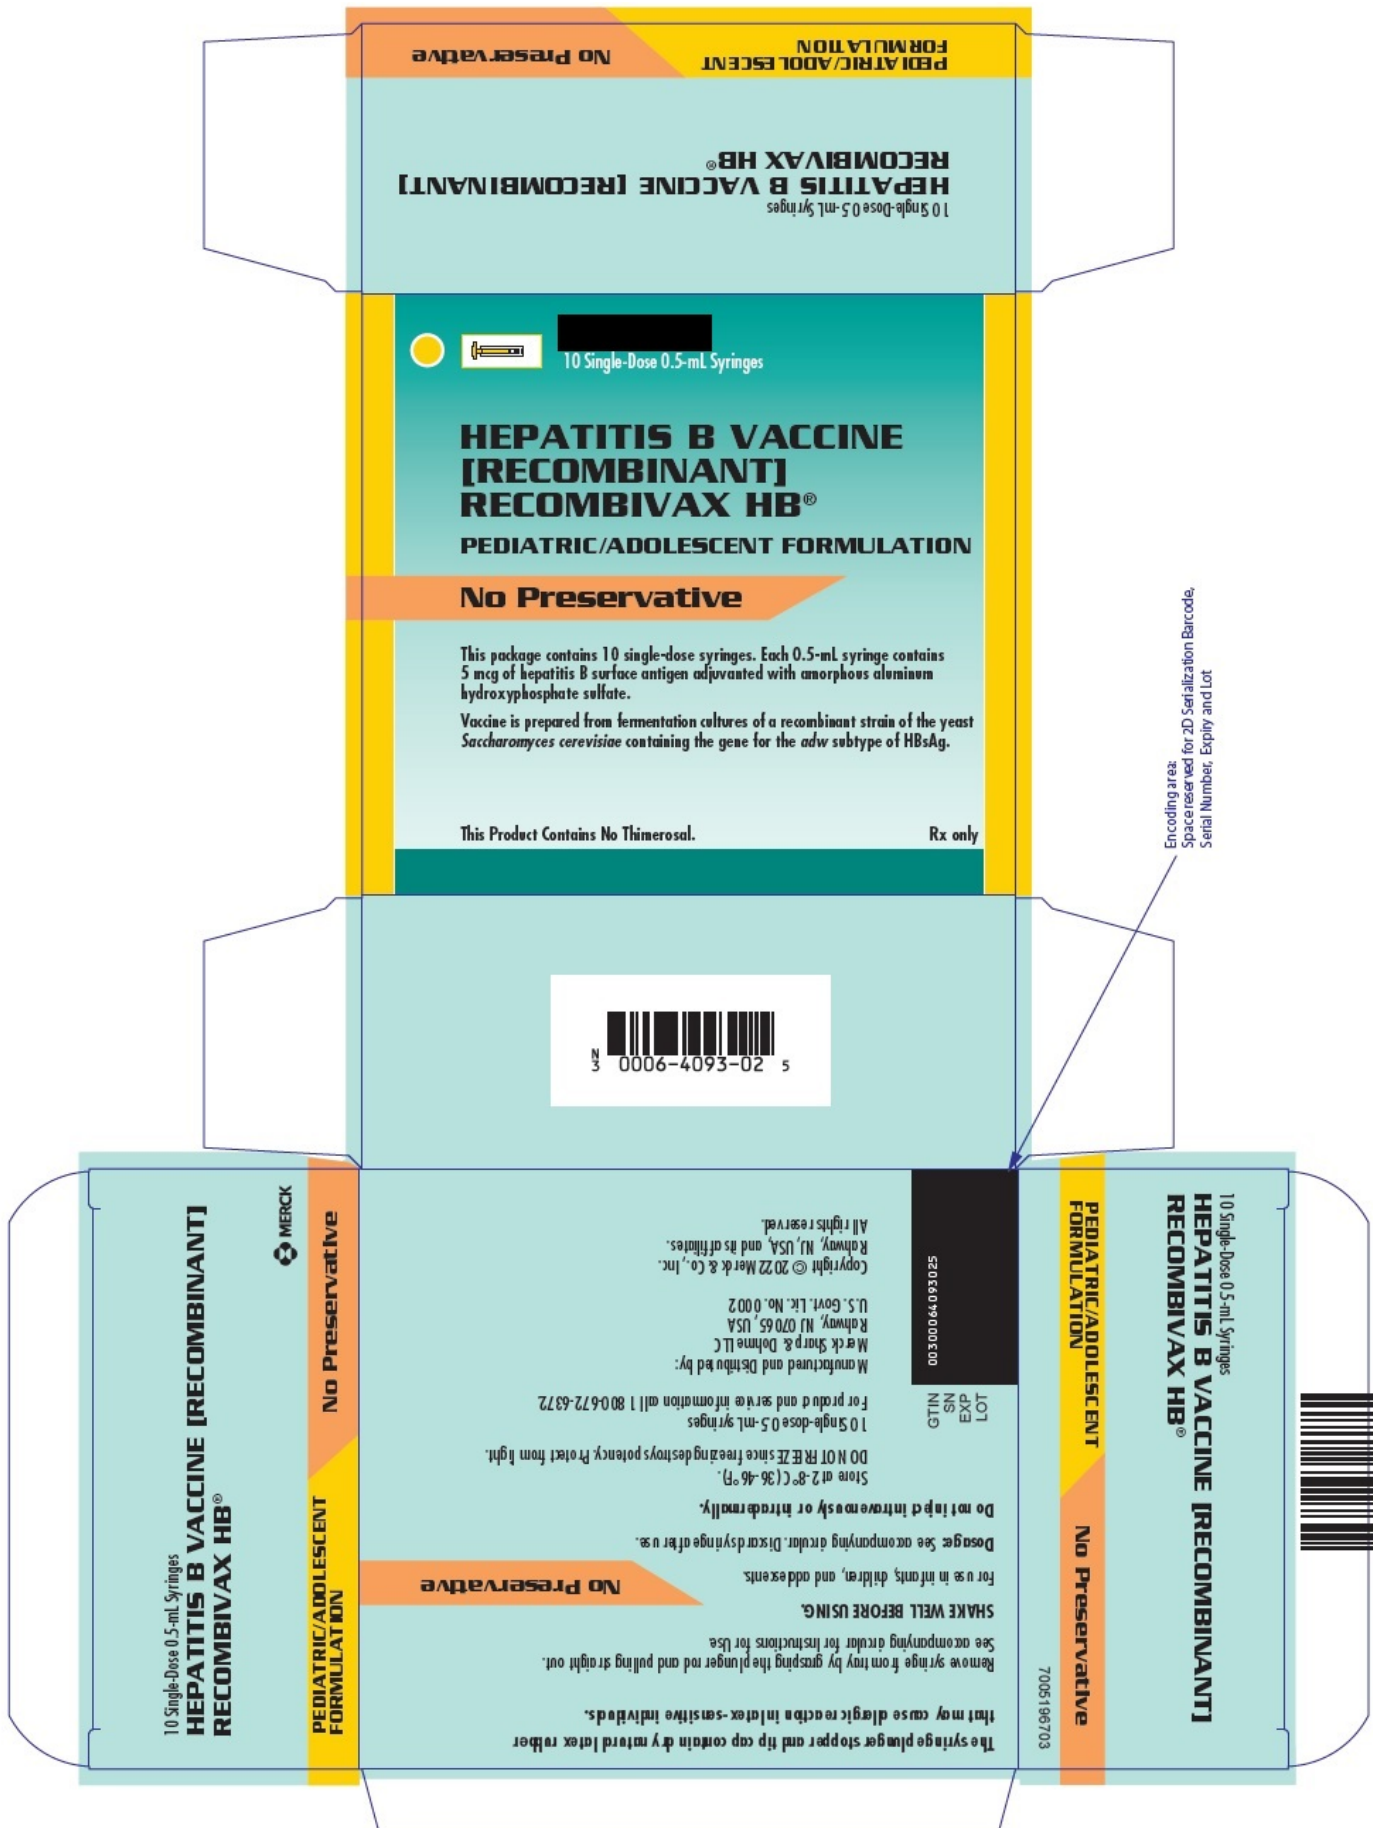 PEDIATRIC/ADOLESCENT
FORMULATION
No Preservative
10 Single-Dose 0.5-mL Syringes
HEPATITIS B VACCINE [RECOMBINANT]
RECOMBIVAX HB®
10 Single-Dose 0.5-mL Syringes
HEPATITIS B VACCINE
[RECOMBINANT]
RECOMBIVAX HB®
PEDIATRIC/ADOLESCENT FORMULATION
No Preservative
This package contains 10 single-dose syringes. Each 0.5-mL syringe contains
5 mcg of hepatitis B surface antigen adjuvanted with amorphous aluminum
hydroxyphosphate sulfate.
Vaccine is prepared from fermentation cultures of a recombinant strain of the yeast
Saccharomyces cerevisiae containing the gene for the adw subtype of HBsAg.
This Product Contains No Thimerosal.
Rx only
Encoding area:
Space reserved for 2D Serialization Barcode,
Serial Number, Expiry and Lot
N
3 0006-4093-02 5
10 Single-Dose 0.5-mL Syringes
HEPATITIS B VACCINE [RECOMBINANT]
RECOMBIVAX HB®
MERCK
PEDIATRIC/ADOLESCENT
FORMULATION
No Preservative
The syringe plunger stopper and tip cap contain dry natural latex rubber
that may cause allergic reaction in latex-sensitive individuals.
Remove syringe from tray by grasping the plunger rod and pulling straight out.
See accompanying circular for Instructions for Use.
SHAKE WELL BEFORE USING.
For use in infants, children, and adolescents.
No Preservative
Dosage: See accompanying circular. Discard syringe after use.
Do not inject intravenously or intradermally.
Store at 2-8°C (36-46°F).
DO NOT FREEZE since freezing destroys potency. Protect from light.
10 Single-dose 0.5-mL syringes
For product and service information call 1 800-672-6372
Manufactured and Distributed by:
Merck Sharp & Dohme LLC
Rahway, NJ 07065, USA
U.S. Govt. Lic. No. 0002
Copyright © 2022 Merck & Co., Inc.
Rahway, NJ, USA, and its affiliates.
All rights reserved.
GTIN 00300064093025
SN
EXP
LOT
10 Single-Dose 0.5-mL Syringes
HEPATITIS B VACCINE [RECOMBINANT]
RECOMBIVAX HB®
PEDIATRIC/ADOLESCENT
FORMULATION
No Preservative
7005196703